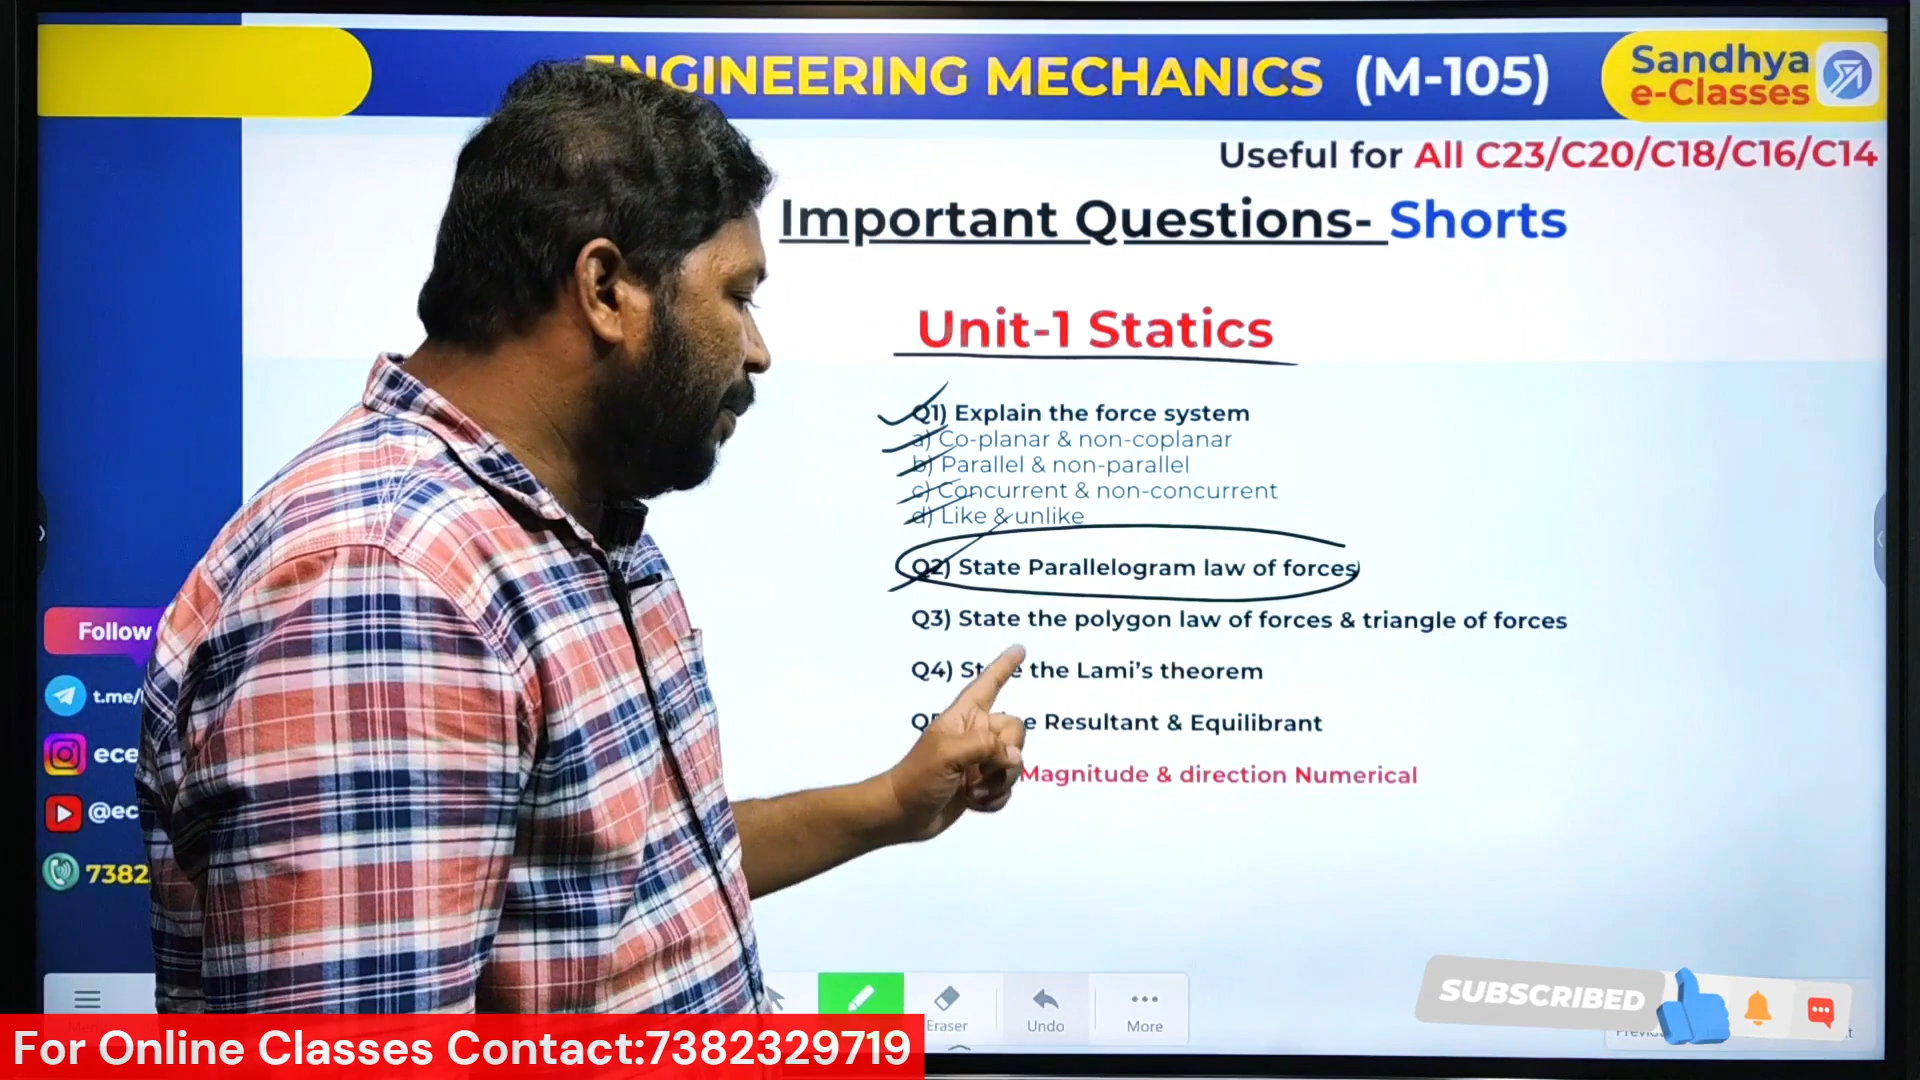 ENGINEERING MECHANICS (M-105)
Sandhya
e-Classes
Useful for All C23/C20/C18/C16/C14
Important Questions- Shorts
Unit-1 Statics
Q1) Explain the force system
a) Co-planar & non-coplanar
b) Parallel & non-parallel
c) Concurrent & non-concurrent
d) Like & unlike
Q2) State Parallelogram law of forces
Q3) State the polygon law of forces & triangle of forces
Q4) State the Lami's theorem
Resultant & Equilibrant
Magnitude & direction Numerical
Follow
t.me/
ece
@ec
7382
Eraser
Undo
More
SUBSCRIBED
For Online Classes Contact:7382329719